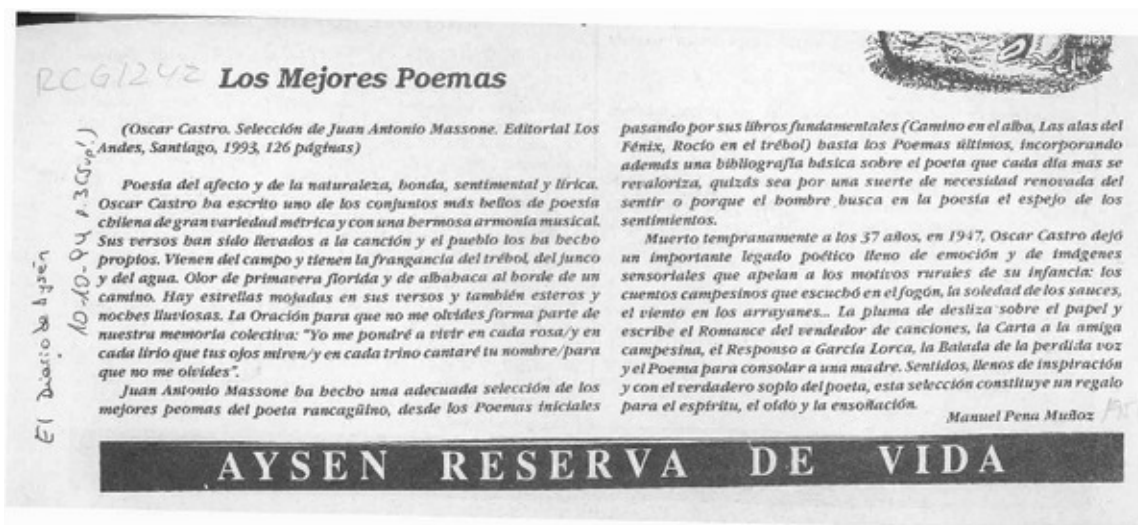 RCG1242
Los Mejores Poemas
(Oscar Castro. Selección de Juan Antonio Massone. Editorial Los
Andes, Santiago, 1993, 126 páginas)
Poesía del afecto y de la naturaleza, honda, sentimental y lírica.
Oscar Castro ha escrito uno de los conjuntos más bellos de poesía
chilena de gran variedad métrica y con una hermosa armonía musical.
Sus versos han sido llevados a la canción y el pueblo los ha hecho
propios. Vienen del campo y tienen la frangancia del trébol, del junco
y del agua. Olor de primavera florida y de albahaca al borde de un
camino. Hay estrellas mojadas en sus versos y también esteros y
noches lluviosas. La Oración para que no me olvides forma parte de
nuestra memoria colectiva: "Yo me pondré a vivir en cada rosa/y en
cada lirio que tus ojos miren/y en cada trino cantaré tu nombre/para
que no me olvides".
Juan Antonio Massone ha hecho una adecuada selección de los
mejores peomas del poeta rancagüino, desde los Poemas iniciales
pasando por sus libros fundamentales (Camino en el alba, Las alas del
Fénix, Rocío en el trébol) hasta los Poemas últimos, incorporando
además una bibliografía básica sobre el poeta que cada día mas se
revaloriza, quizás sea por una suerte de necesidad renovada del
sentir o porque el hombre busca en la poesía el espejo de los
sentimientos.
Muerto tempranamente a los 37 años, en 1947, Oscar Castro dejó
un importante legado poético lleno de emoción y de imágenes
sensoriales que apelan a los motivos rurales de su infancia: los
cuentos campesinos que escuchó en el fogón, la soledad de los sauces,
el viento en los arrayanes... La pluma de desliza sobre el papel y
escribe el Romance del vendedor de canciones, la Carta a la amiga
campesina, el Responso a García Lorca, la Balada de la perdida voz
y el Poema para consolar a una madre. Sentidos, llenos de inspiración
y con el verdadero soplo del poeta, esta selección constituye un regalo
para el espíritu, el oído y la ensoñación.
Manuel Pena Muñoz
El Diario de Aysén
10-10-94
AYSEN RESERVA DE VIDA